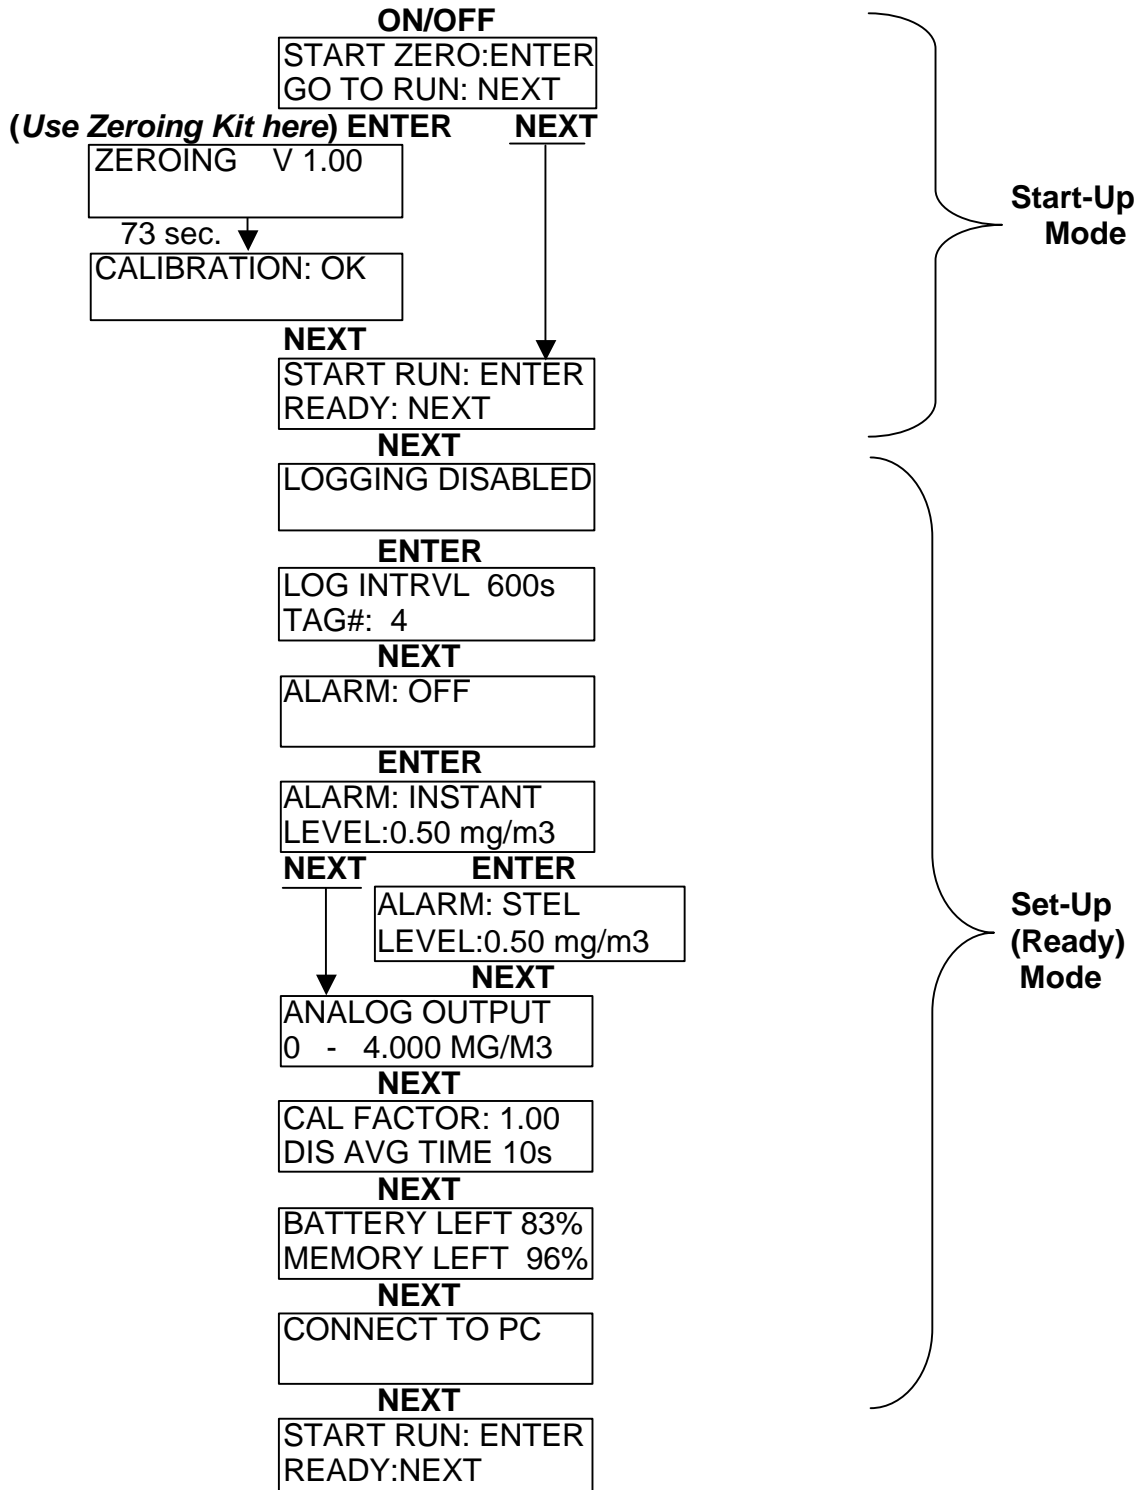 ON/OFF
START ZERO:ENTER
GO TO RUN: NEXT
(Use Zeroing Kit here) ENTER NEXT
ZEROING V 1.00
73 sec.
CALIBRATION: OK
NEXT
START RUN: ENTER
READY: NEXT
Start-Up
Mode
NEXT
LOGGING DISABLED
ENTER
LOG INTRVL 600s
TAG#: 4
NEXT
ALARM: OFF
ENTER
ALARM: INSTANT
LEVEL:0.50 mg/m3
NEXT ENTER
ALARM: STEL
LEVEL:0.50 mg/m3
NEXT
ANALOG OUTPUT
0 - 4.000 MG/M3
NEXT
CAL FACTOR: 1.00
DIS AVG TIME 10s
NEXT
BATTERY LEFT 83%
MEMORY LEFT 96%
NEXT
CONNECT TO PC
NEXT
START RUN: ENTER
READY:NEXT
Set-Up
(Ready)
Mode